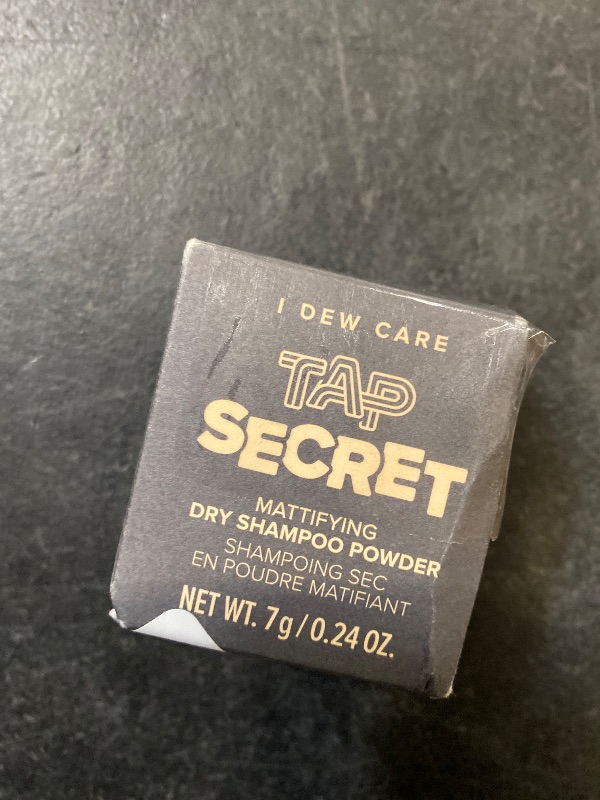 I DEW CARE
TAP
SECRET
MATTIFYING
DRY SHAMPOO POWDER
SHAMPOING SEC
EN POUDRE MATIFIANT
NET WT. 7g/0.24 OZ.